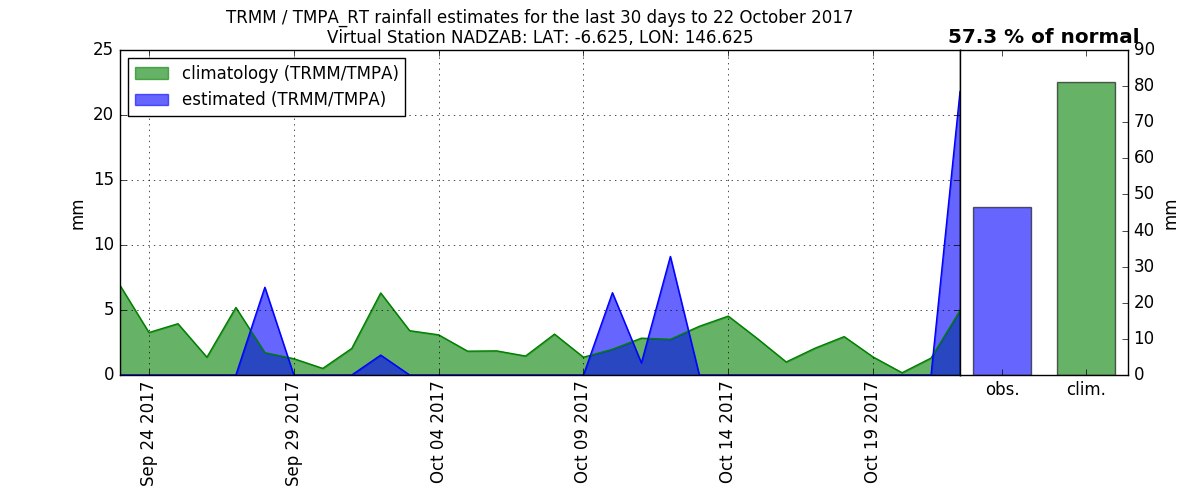 TRMM / TMPA_RT rainfall estimates for the last 30 days to 22 October 2017
Virtual Station NADZAB: LAT: -6.625, LON: 146.625
57.3 % of normal
climatology (TRMM/TMPA)
estimated (TRMM/TMPA)
25
20
15
10
5
0
mm
Sep 24 2017
Sep 29 2017
Oct 04 2017
Oct 09 2017
Oct 14 2017
Oct 19 2017
obs.
clim.
90
80
70
60
50
40
30
20
10
0
mm